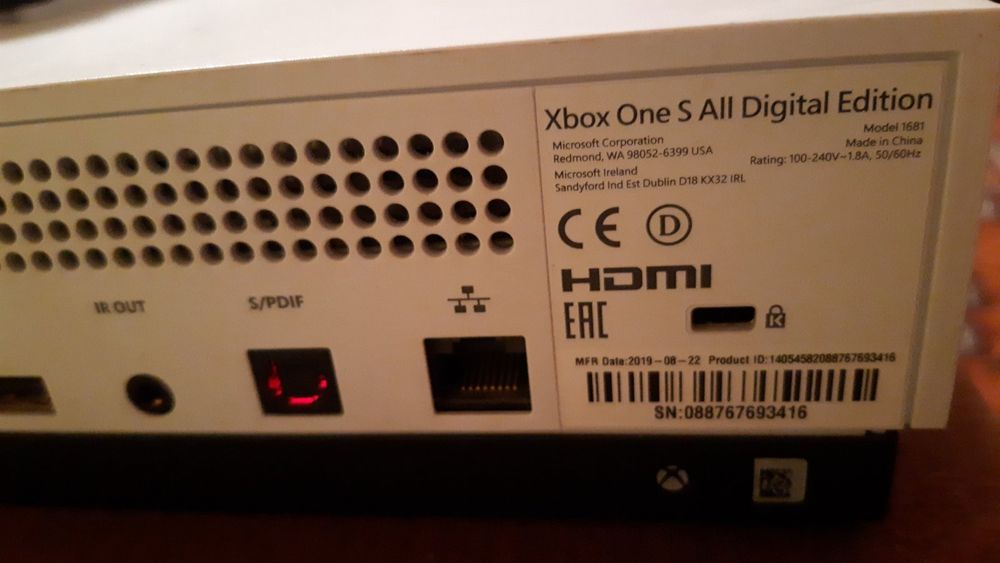 Xbox One S All Digital Edition
Microsoft Corporation
Redmond, WA 98052-6399 USA
Microsoft Ireland
Sandyford Ind Est Dublin D18 KX32 IRL
Model 1681
Made in China
Rating: 100-240V~1.8A, 50/60Hz
CE D
HDMI
EAC
K
MFR Date:2019-08-22 Product ID:14054582088767693416
SN:088767693416
IR OUT
S/PDIF